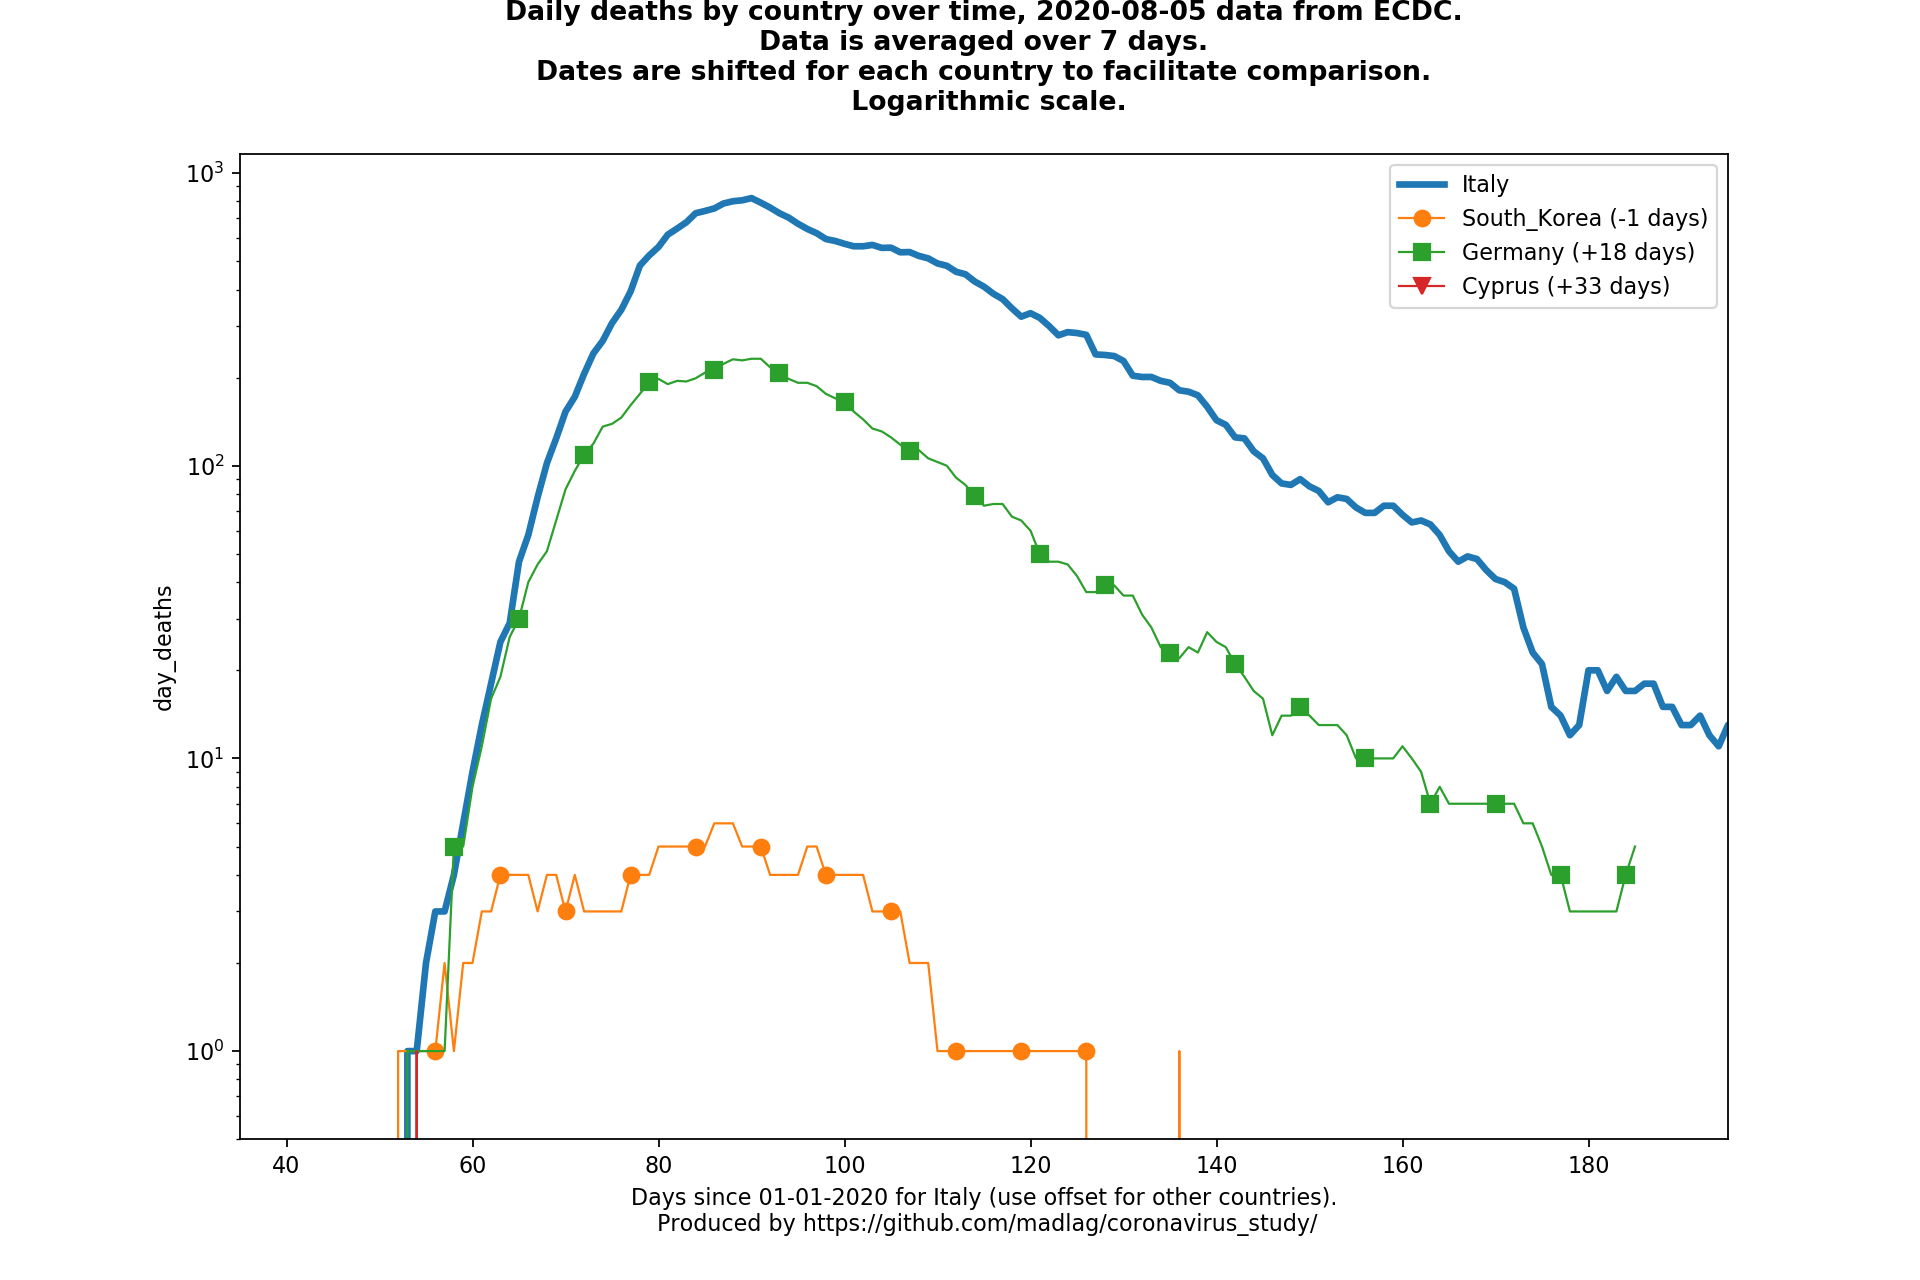 Daily deaths by country over time, 2020-08-05 data from ECDC.
Data is averaged over 7 days.
Dates are shifted for each country to facilitate comparison.
Logarithmic scale.
10³
10²
10¹
10⁰
day_deaths
Italy
South_Korea (-1 days)
Germany (+18 days)
Cyprus (+33 days)
40 60 80 100 120 140 160 180
Days since 01-01-2020 for Italy (use offset for other countries).
Produced by https://github.com/madlag/coronavirus_study/